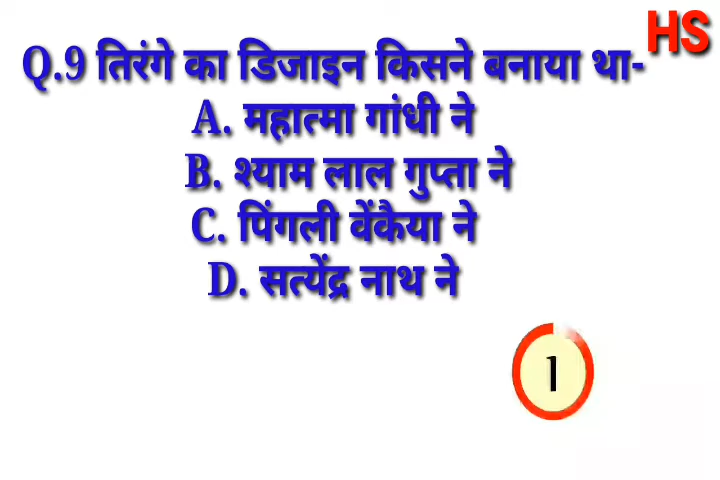 HS
Q.9 तिरंगे का डिजाइन किसने बनाया था-
A. महात्मा गांधी ने
B. श्याम लाल गुप्ता ने
C. पिंगली वेंकैया ने
D. सत्येंद्र नाथ ने
1